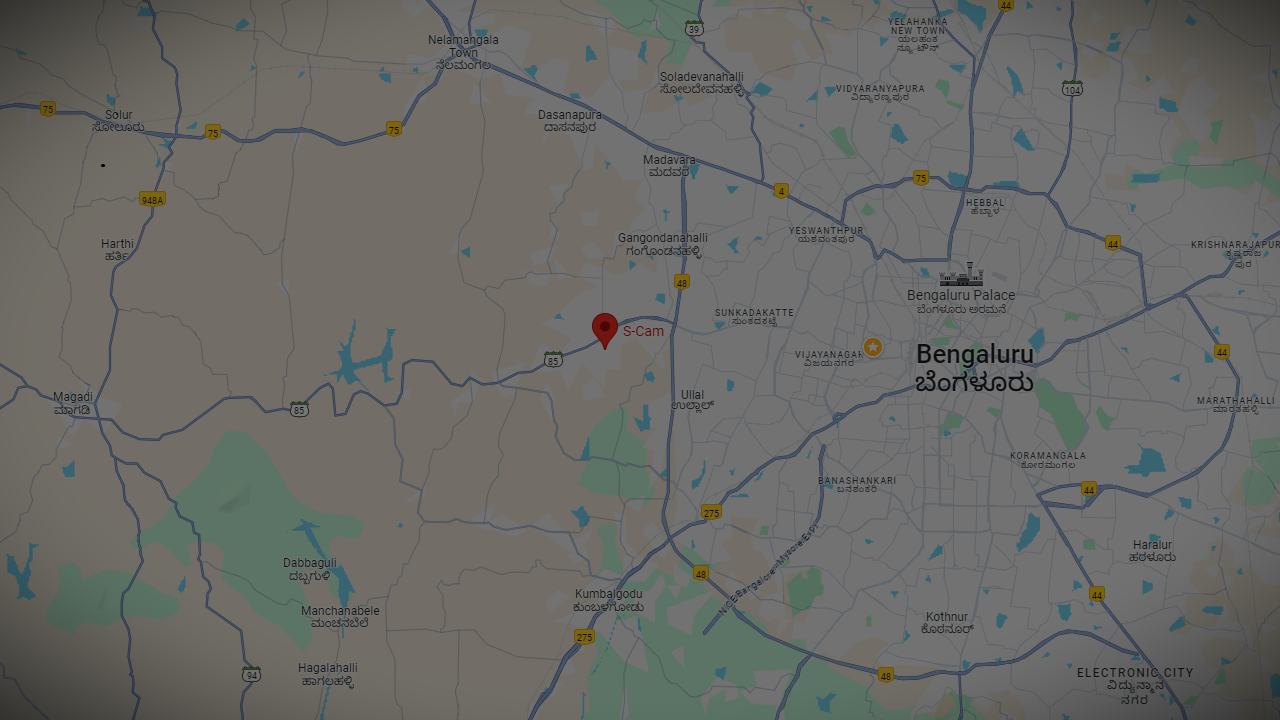 44
39
YELAHANKA
NEW TOWN
ಯಲಹಂಕ
ನ್ಯೂ ಟೌನ್
Nelamangala
Town
ನೆಲಮಂಗಲ
Soladevanahalli
ಸೋಲದೇವನಹಳ್ಳಿ
VIDYARANYAPURA
ವಿದ್ಯಾರಣ್ಯಪುರ
104
75
Solur
ಸೋಲೂರು
75
75
Dasanapura
ದಾಸನಪುರ
Madavara
ಮದವರ
4
75
948A
HEBBAL
ಹೆಬ್ಬಾಳ
YESWANTHPUR
ಯಶವಂತಪುರ
Harthi
ಹರ್ತಿ
Gangondanahalli
ಗಂಗೊಂಡನಹಳ್ಳಿ
44
KRISHNARAJAPUR
ಕೃಷ್ಣರಾಜ
ಪುರ
48
Bengaluru Palace
ಬೆಂಗಳೂರು ಅರಮನೆ
SUNKADAKATTE
ಸುಂಕದಕಟ್ಟೆ
S-Cam
VIJAYANAGAR
ವಿಜಯನಗರ
Bengaluru
ಬೆಂಗಳೂರು
44
85
Magadi
ಮಾಗಡಿ
85
Ullal
ಉಲ್ಲಾಳ್
MARATHAHALLI
ಮಾರತಹಳ್ಳಿ
KORAMANGALA
ಕೋರಮಂಗಲ
BANASHANKARI
ಬನಶಂಕರಿ
44
275
NICE Bangalore-Mysore Expy
Haralur
ಹರಳೂರು
Dabbaguli
ದಬ್ಬಗುಳಿ
48
Kumbalgodu
ಕುಂಬಳಗೋಡು
44
Manchanabele
ಮಂಚನಬೆಲೆ
Kothnur
ಕೊಠನೂರ್
275
Hagalahalli
ಹಾಗಲಹಳ್ಳಿ
94
48
ELECTRONIC CITY
ವಿದ್ಯುನ್ಮಾನ
ನಗರ